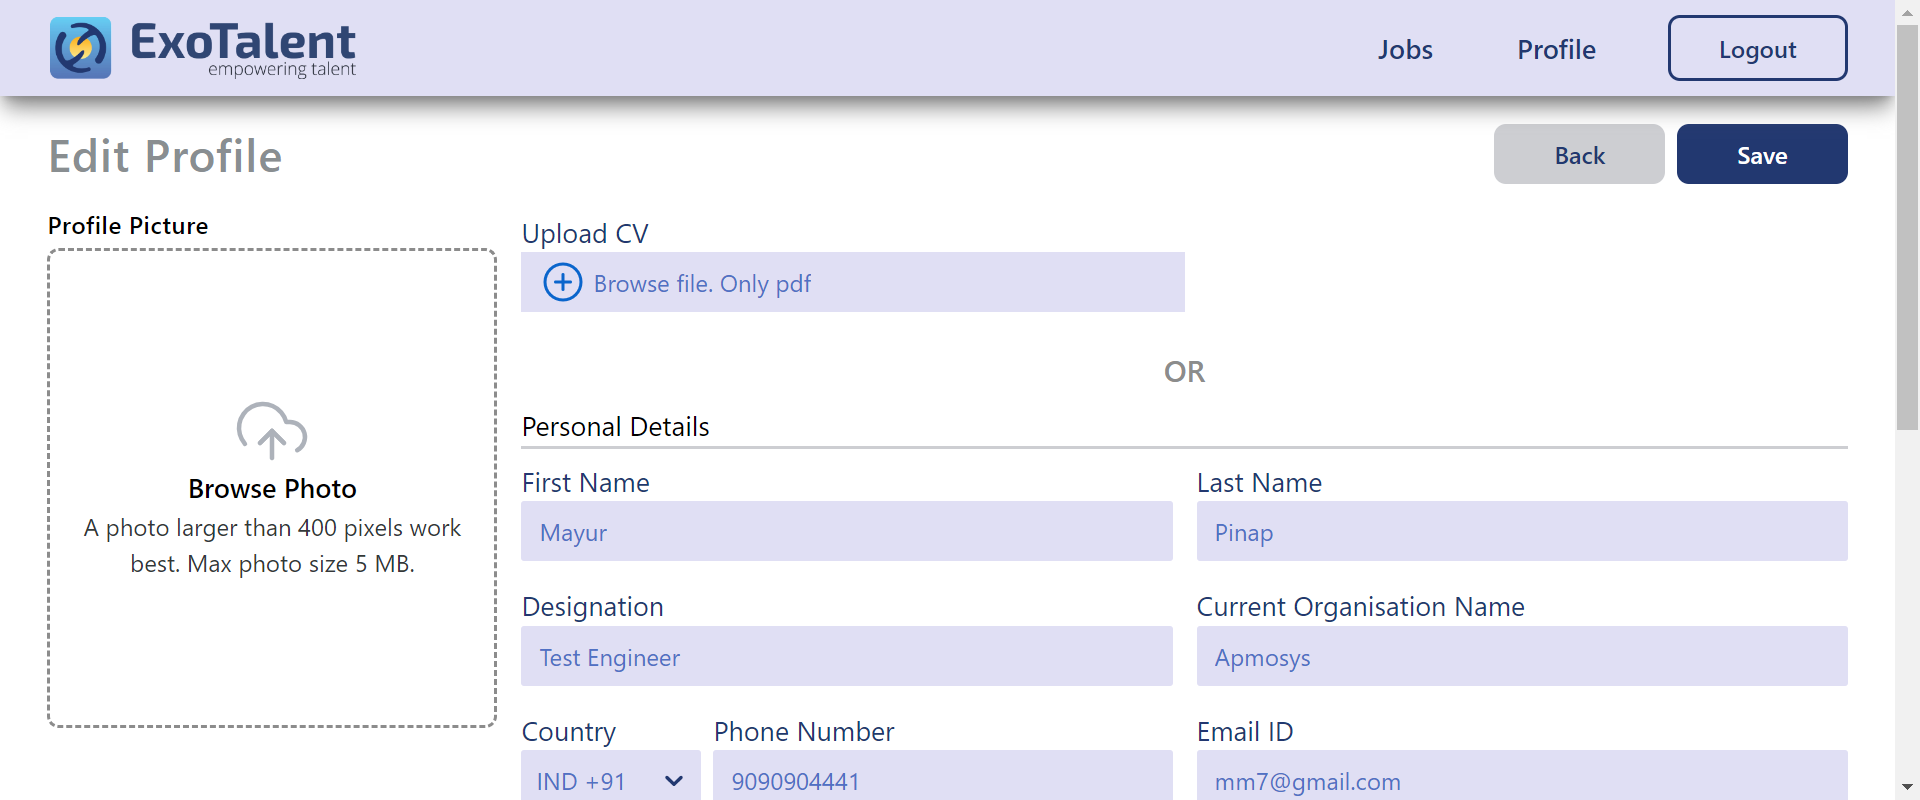 ExoTalent
empowering talent
Jobs
Profile
Logout
Edit Profile
Back
Save
Profile Picture
Browse Photo
A photo larger than 400 pixels work
best. Max photo size 5 MB.
Upload CV
Browse file. Only pdf
OR
Personal Details
First Name
Last Name
Mayur
Pinap
Designation
Current Organisation Name
Test Engineer
Apmosys
Country
Phone Number
Email ID
IND +91
9090904441
mm7@gmail.com